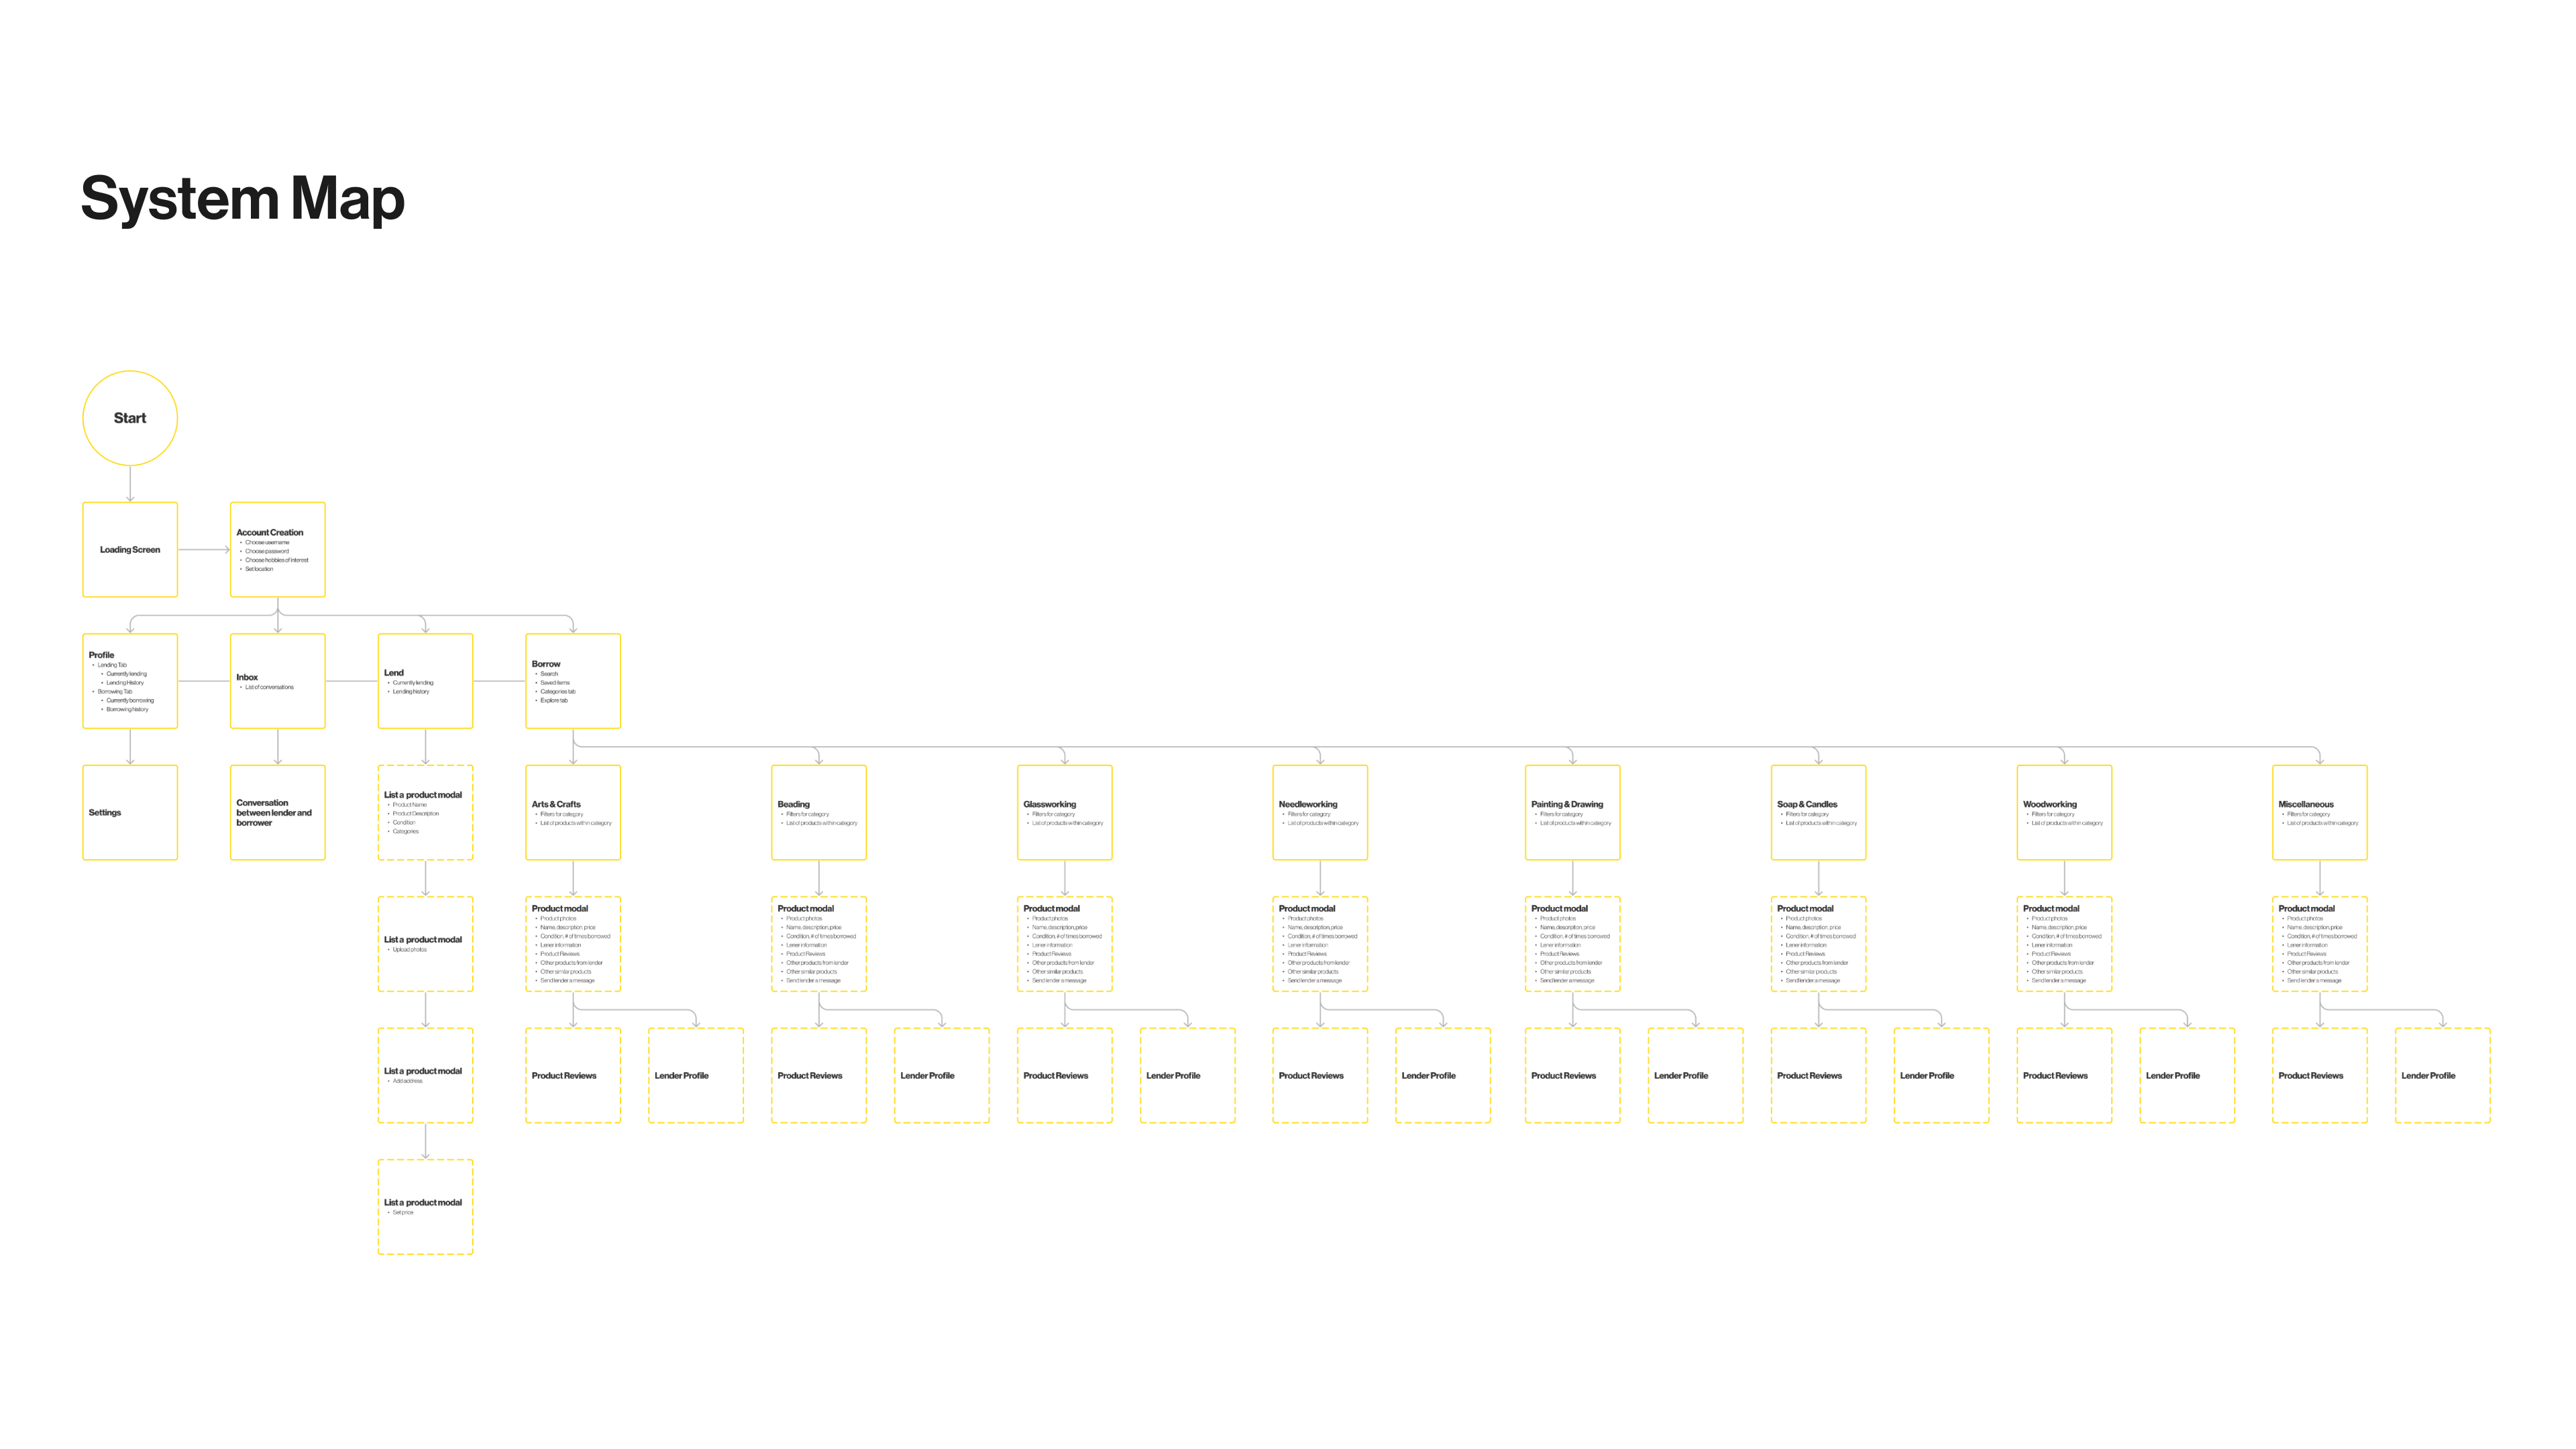 System Map
Start
Loading Screen
Account Creation
• Choose username
• Choose password
• Choose hobbies of interest
• Set location
Profile
• Lending Tab
• Currently lending
• Lending History
• Borrowing Tab
• Currently borrowing
• Borrowing history
Inbox
• List of conversations
Lend
• Currently lending
• Lending history
Borrow
• Search
• Saved items
• Categories tab
• Explore tab
Settings
Conversation
between lender and
borrower
List a product modal
• Product Name
• Product Description
• Condition
• Categories
Arts & Crafts
• Filters for category
• List of products within category
Beading
• Filters for category
• List of products within category
Glassworking
• Filters for category
• List of products within category
Needleworking
• Filters for category
• List of products within category
Painting & Drawing
• Filters for category
• List of products within category
Soap & Candles
• Filters for category
• List of products within category
Woodworking
• Filters for category
• List of products within category
Miscellaneous
• Filters for category
• List of products within category
List a product modal
• Upload photos
Product modal
• Product photos
• Name, description, price
• Condition, # of times borrowed
• Lener information
• Product Reviews
• Other products from lender
• Other similar products
• Send lender a message
Product modal
• Product photos
• Name, description, price
• Condition, # of times borrowed
• Lener information
• Product Reviews
• Other products from lender
• Other similar products
• Send lender a message
Product modal
• Product photos
• Name, description, price
• Condition, # of times borrowed
• Lener information
• Product Reviews
• Other products from lender
• Other similar products
• Send lender a message
Product modal
• Product photos
• Name, description, price
• Condition, # of times borrowed
• Lener information
• Product Reviews
• Other products from lender
• Other similar products
• Send lender a message
Product modal
• Product photos
• Name, description, price
• Condition, # of times borrowed
• Lener information
• Product Reviews
• Other products from lender
• Other similar products
• Send lender a message
Product modal
• Product photos
• Name, description, price
• Condition, # of times borrowed
• Lener information
• Product Reviews
• Other products from lender
• Other similar products
• Send lender a message
Product modal
• Product photos
• Name, description, price
• Condition, # of times borrowed
• Lener information
• Product Reviews
• Other products from lender
• Other similar products
• Send lender a message
Product modal
• Product photos
• Name, description, price
• Condition, # of times borrowed
• Lener information
• Product Reviews
• Other products from lender
• Other similar products
• Send lender a message
List a product modal
• Add address
Product Reviews
Lender Profile
Product Reviews
Lender Profile
Product Reviews
Lender Profile
Product Reviews
Lender Profile
Product Reviews
Lender Profile
Product Reviews
Lender Profile
Product Reviews
Lender Profile
Product Reviews
Lender Profile
List a product modal
• Set price